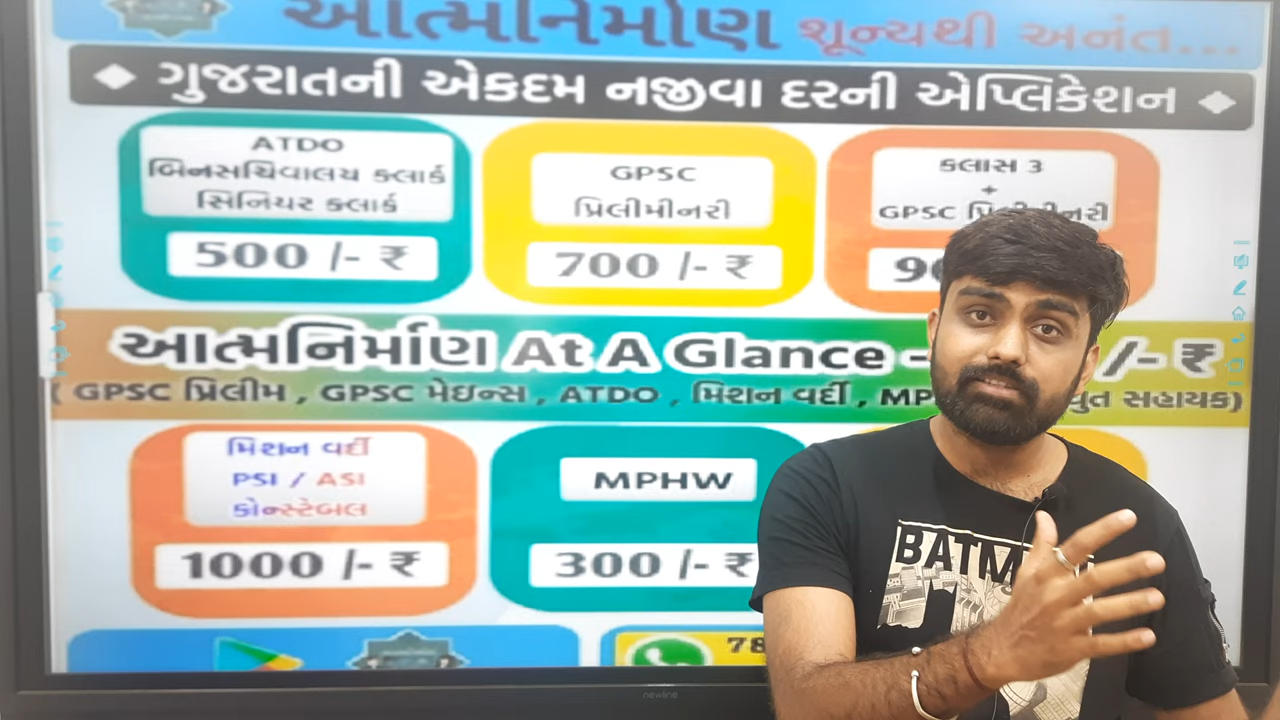 આત્મનિર્માણ શૂન્યથી અનંત...
◆ ગુજરાતની એકદમ નજીવા દરની એપ્લિકેશન ◆
ATDO
બિનસચિવાલય ક્લાર્ક
સિનિયર ક્લાર્ક
500 /- ₹
GPSC
પ્રિલીમીનરી
700 /- ₹
ક્લાસ 3
+
GPSC
આત્મનિર્માણ At A Glance - /- ₹
( GPSC પ્રિલીમ , GPSC મેઇન્સ , ATDO , મિશન વર્દી , સહાયક)
મિશન વર્દી
PSI / ASI
કોન્સ્ટેબલ
1000 /- ₹
MPHW
300 /- ₹
78
BATM
newline